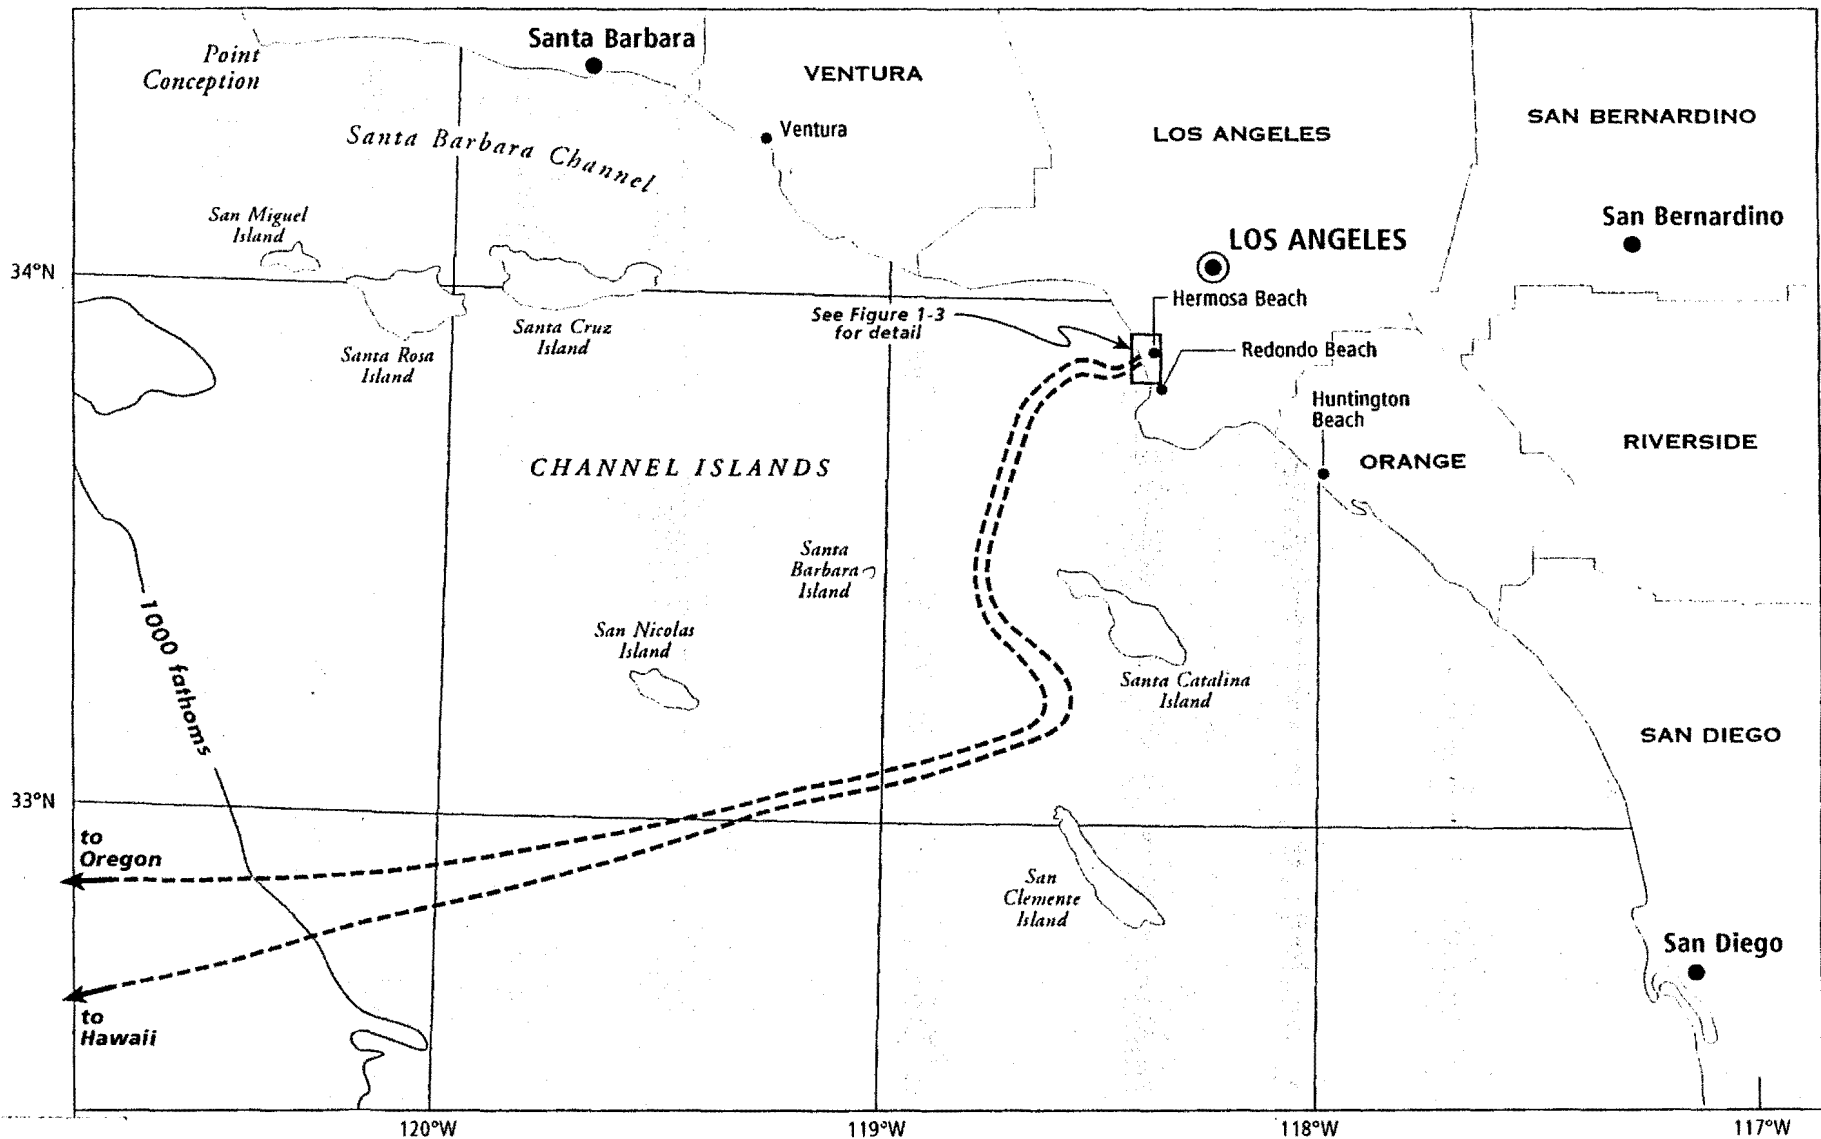 Point
Conception
Santa Barbara
VENTURA
Ventura
Santa Barbara Channel
LOS ANGELES
SAN BERNARDINO
San Miguel
Island
San Bernardino
LOS ANGELES
34°N
Hermosa Beach
See Figure 1-3
for detail
Santa Cruz
Island
Santa Rosa
Island
Redondo Beach
Huntington
Beach
RIVERSIDE
ORANGE
CHANNEL ISLANDS
Santa
Barbara
Island
1000 fathoms
San Nicolas
Island
Santa Catalina
Island
SAN DIEGO
33°N
to
Oregon
San
Clemente
Island
San Diego
to
Hawaii
120°W
119°W
118°W
117°W